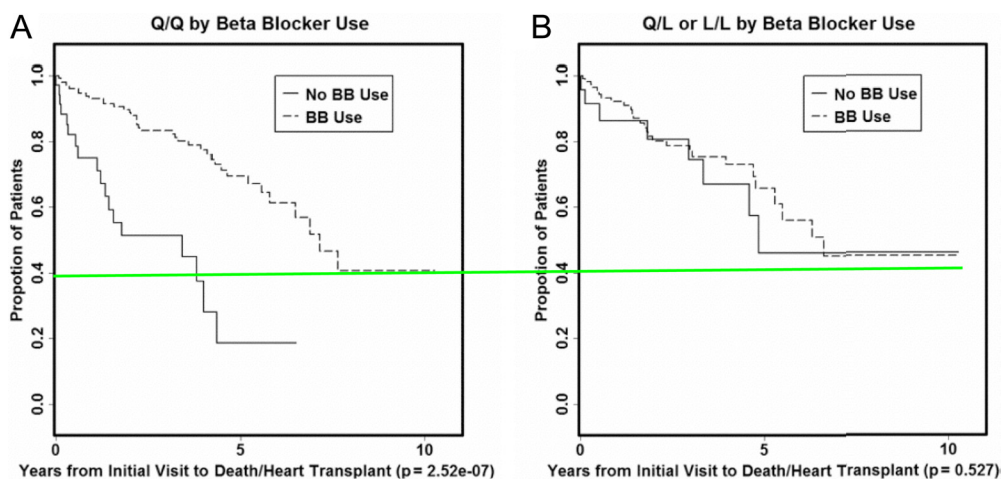 A
Q/Q by Beta Blocker Use
Propotion of Patients
1.0
0.8
0.6
0.4
0.2
0.0
No BB Use
BB Use
0 5 10
Years from Initial Visit to Death/Heart Transplant (p = 2.52e-07)
B
Q/L or L/L by Beta Blocker Use
Propotion of Patients
1.0
0.8
0.6
0.4
0.2
0.0
No BB Use
BB Use
0 5 10
Years from Initial Visit to Death/Heart Transplant (p = 0.527)